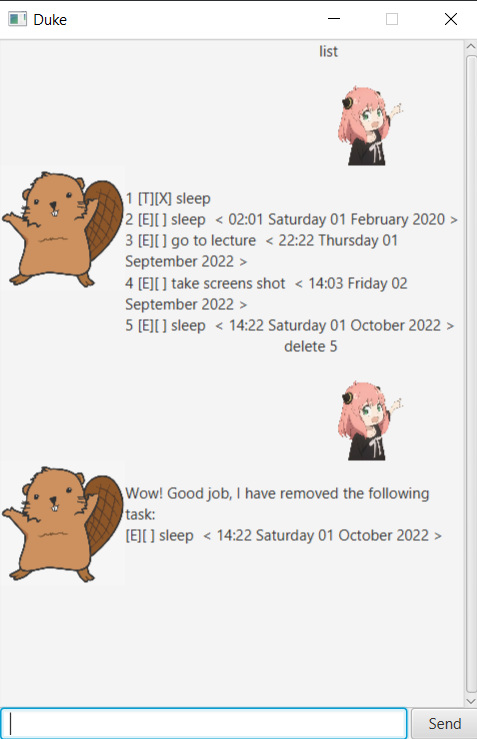 Duke
list
1 [T][X] sleep
2 [E][ ] sleep  < 02:01 Saturday 01 February 2020 >
3 [E][ ] go to lecture  < 22:22 Thursday 01
September 2022 >
4 [E][ ] take screens shot  < 14:03 Friday 02
September 2022 >
5 [E][ ] sleep  < 14:22 Saturday 01 October 2022 >
delete 5
Wow! Good job, I have removed the following
task:
[E][ ] sleep  < 14:22 Saturday 01 October 2022 >
Send